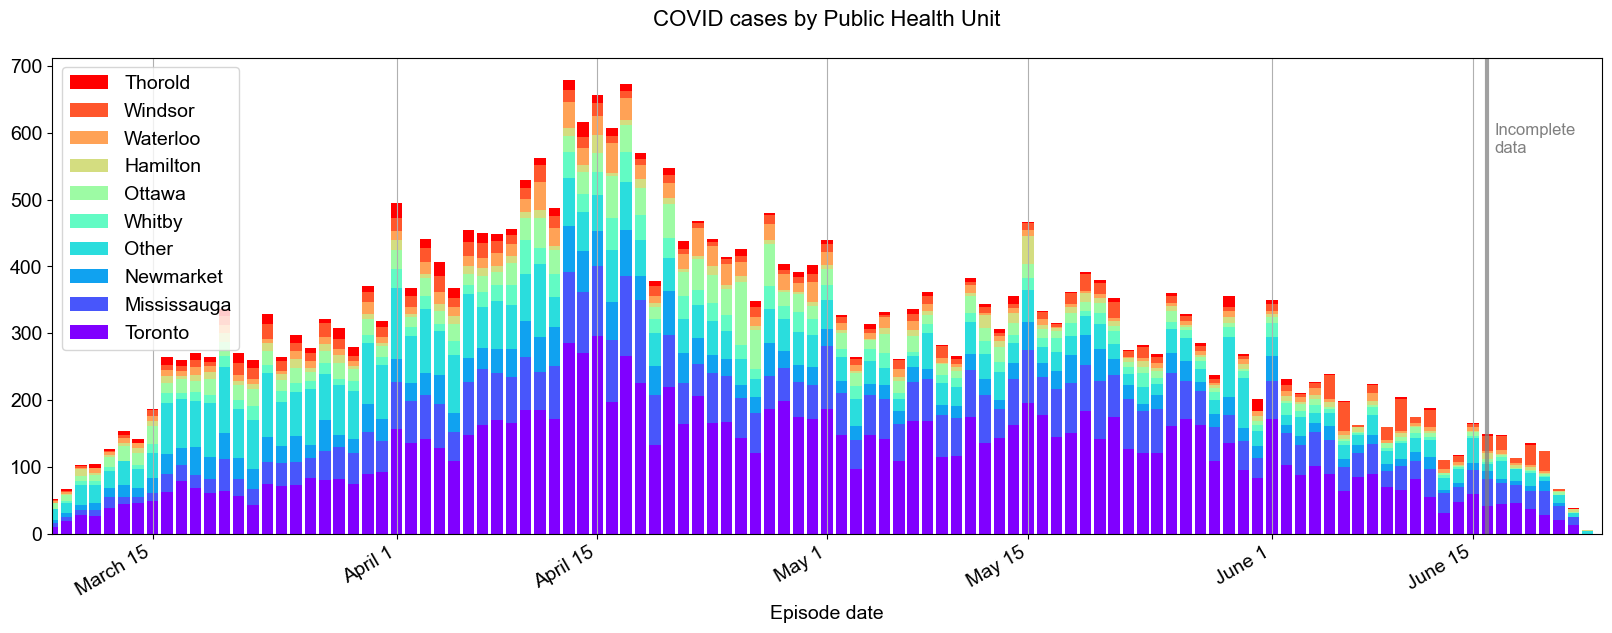 COVID cases by Public Health Unit
700
600
500
400
300
200
100
0
Thorold
Windsor
Waterloo
Hamilton
Ottawa
Whitby
Other
Newmarket
Mississauga
Toronto
Incomplete
data
March 15
April 1
April 15
May 1
May 15
June 1
June 15
Episode date